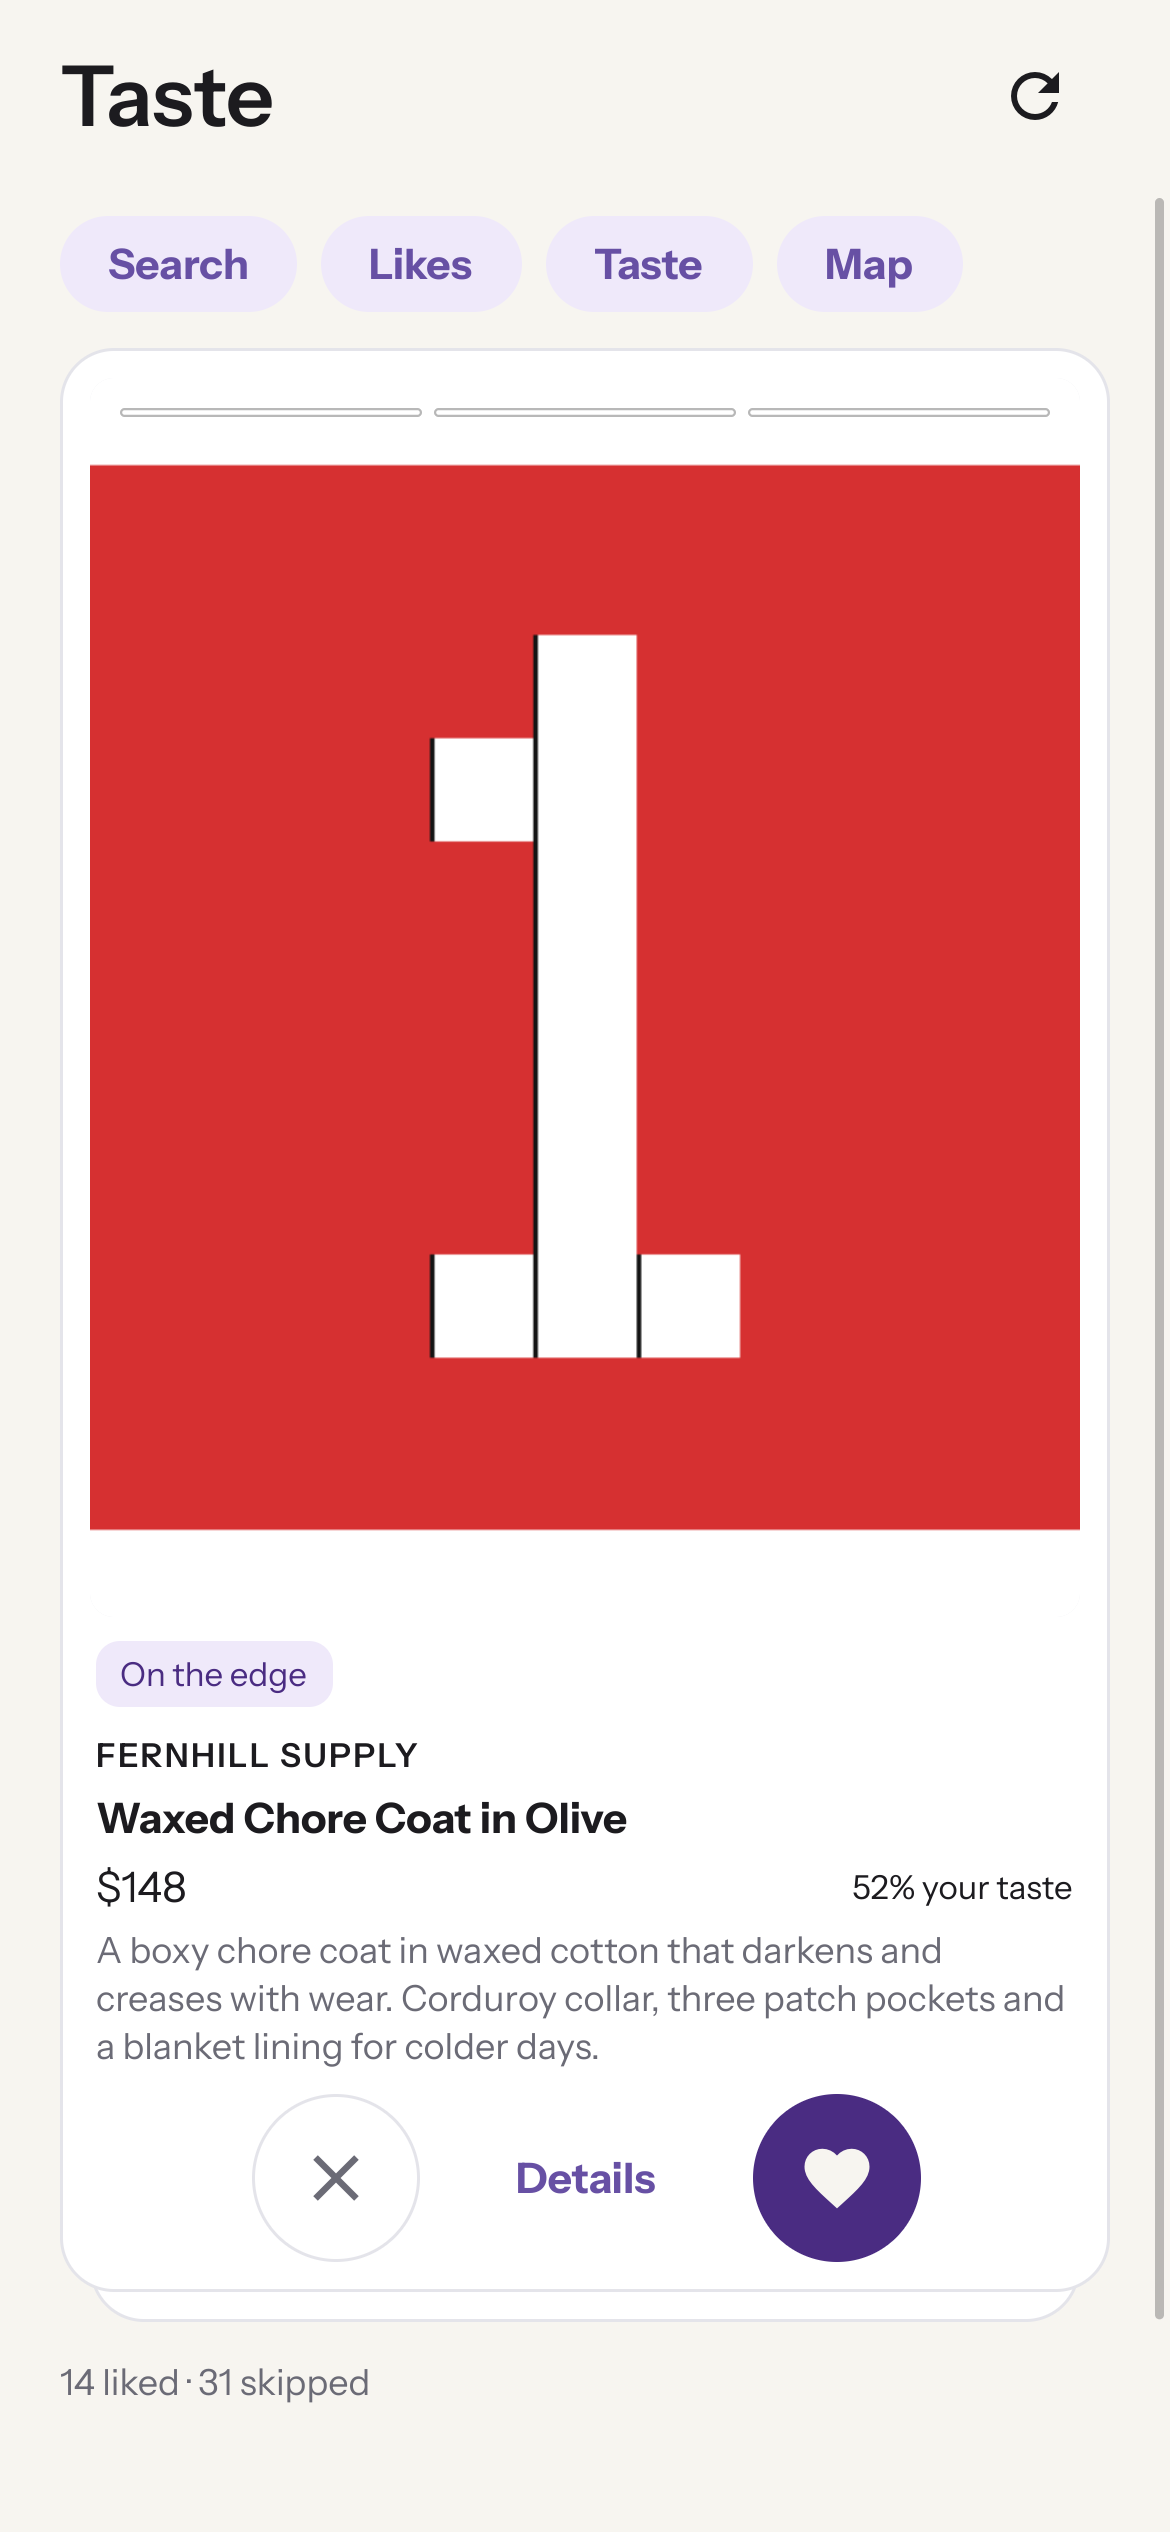 Taste
Search
Likes
Taste
Map
1
On the edge
FERNHILL SUPPLY
Waxed Chore Coat in Olive
$148
52% your taste
A boxy chore coat in waxed cotton that darkens and
creases with wear. Corduroy collar, three patch pockets and
a blanket lining for colder days.
Details
14 liked · 31 skipped